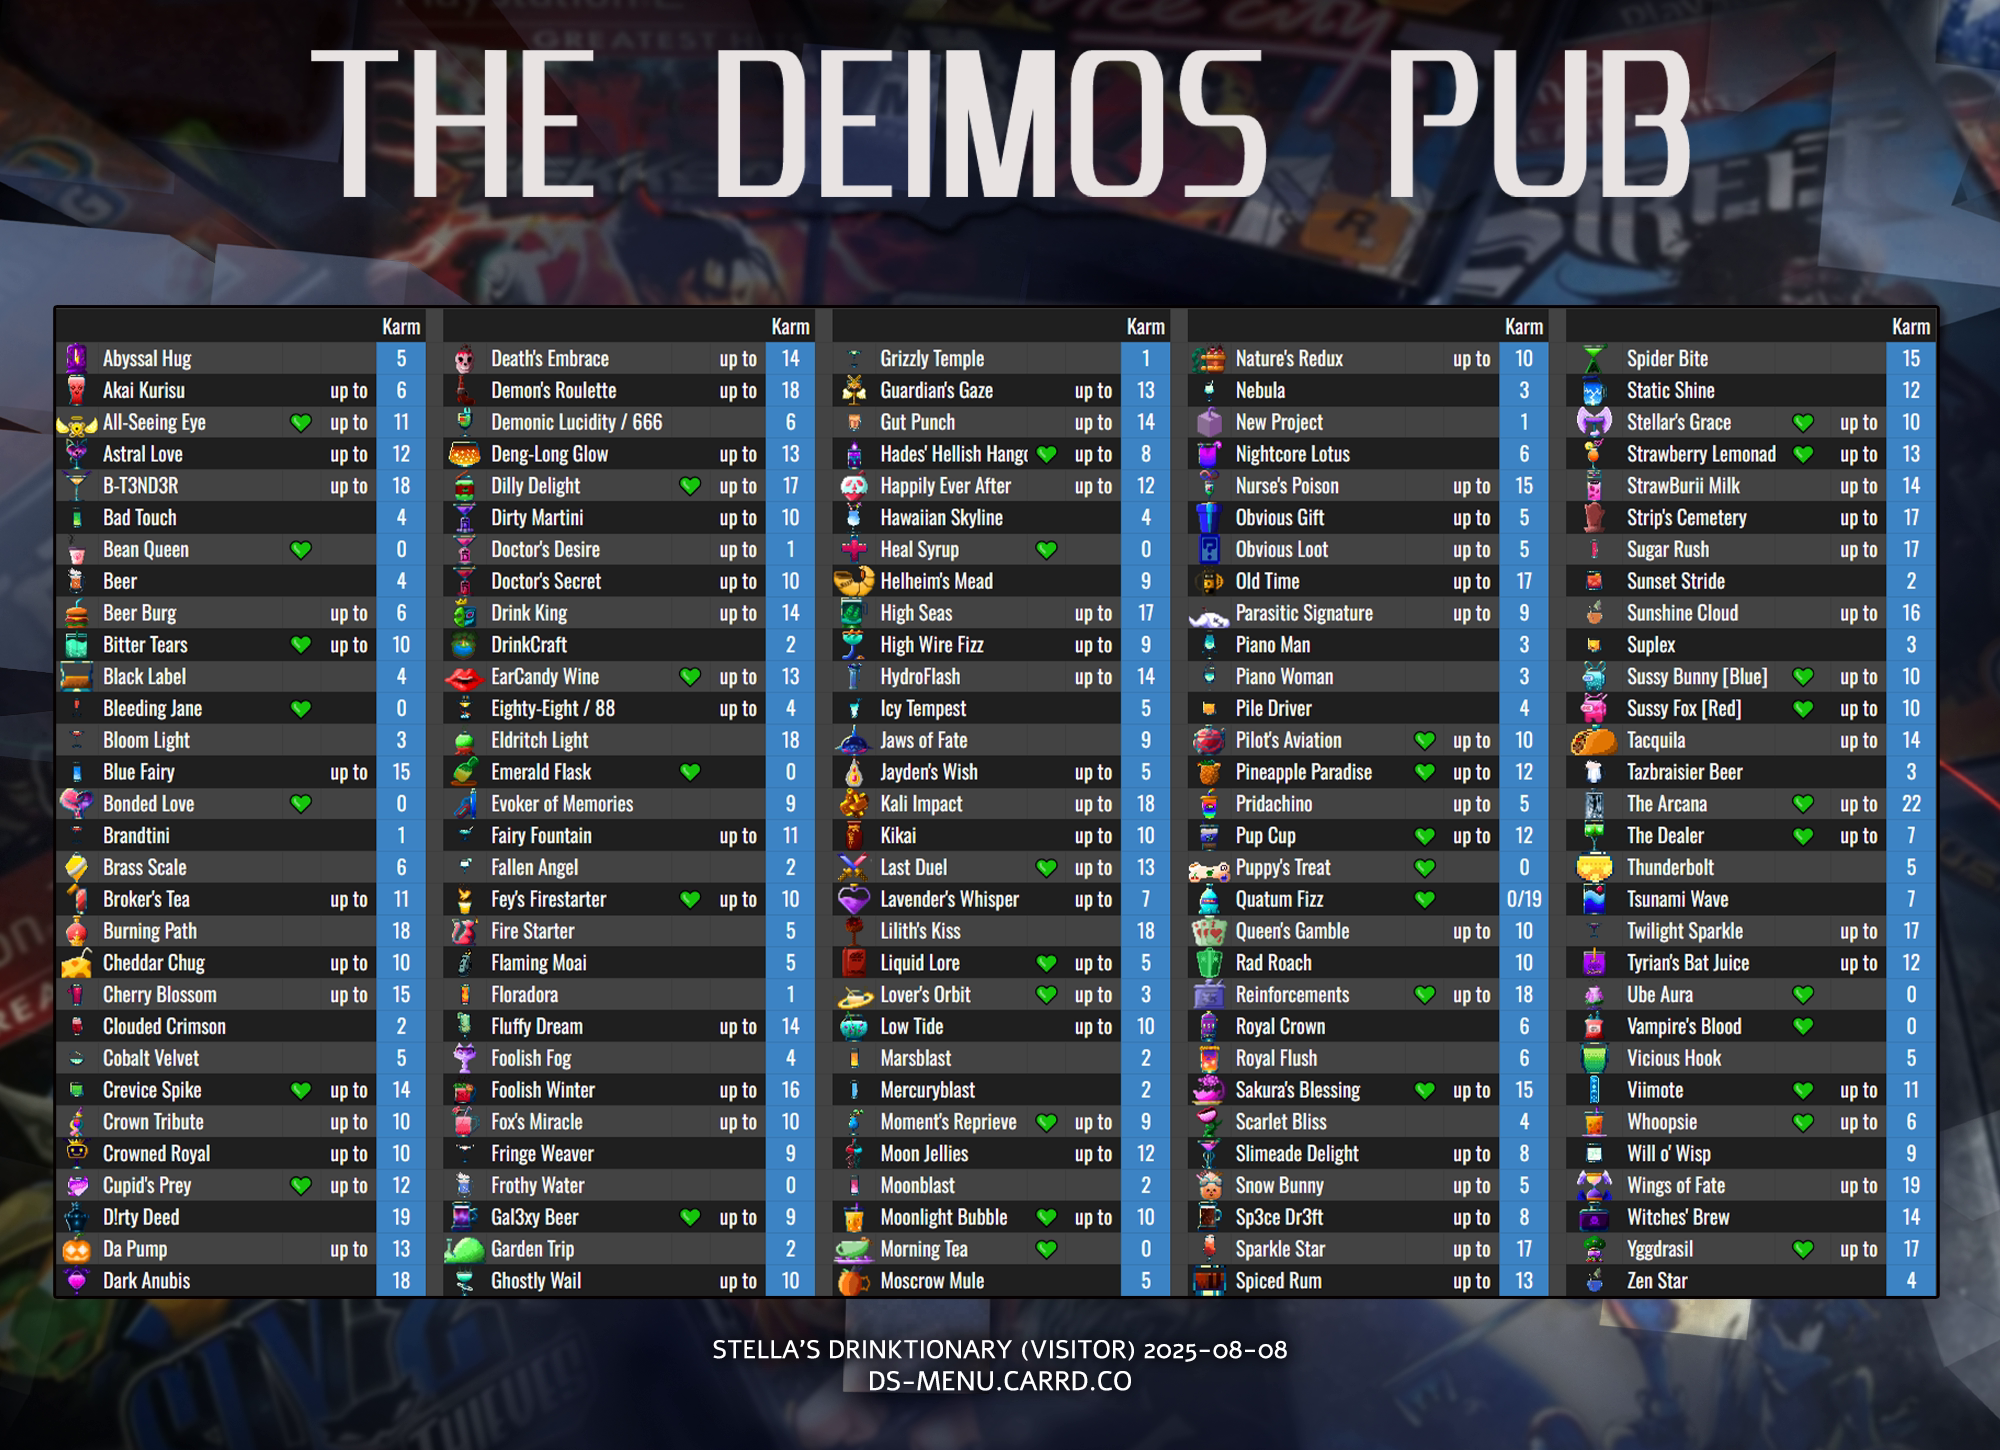 THE DEIMOS PUB
Karm
Abyssal Hug 5
Akai Kurisu up to 6
All-Seeing Eye up to 11
Astral Love up to 12
B-T3ND3R up to 18
Bad Touch 4
Bean Queen 0
Beer 4
Beer Burg up to 6
Bitter Tears up to 10
Black Label 4
Bleeding Jane 0
Bloom Light 3
Blue Fairy up to 15
Bonded Love 0
Brandtini 1
Brass Scale 6
Broker's Tea up to 11
Burning Path 18
Cheddar Chug up to 10
Cherry Blossom up to 15
Clouded Crimson 2
Cobalt Velvet 5
Crevice Spike up to 14
Crown Tribute up to 10
Crowned Royal up to 10
Cupid's Prey up to 12
D!rty Deed 19
Da Pump up to 13
Dark Anubis 18
Karm
Death's Embrace up to 14
Demon's Roulette up to 18
Demonic Lucidity / 666 6
Deng-Long Glow up to 13
Dilly Delight up to 17
Dirty Martini up to 10
Doctor's Desire up to 1
Doctor's Secret up to 10
Drink King up to 14
DrinkCraft 2
EarCandy Wine up to 13
Eighty-Eight / 88 up to 4
Eldritch Light 18
Emerald Flask 0
Evoker of Memories 9
Fairy Fountain up to 11
Fallen Angel 2
Fey's Firestarter up to 10
Fire Starter 5
Flaming Moai 5
Floradora 1
Fluffy Dream up to 14
Foolish Fog 4
Foolish Winter up to 16
Fox's Miracle up to 10
Fringe Weaver 9
Frothy Water 0
Gal3xy Beer up to 9
Garden Trip 2
Ghostly Wail up to 10
Karm
Grizzly Temple 1
Guardian's Gaze up to 13
Gut Punch up to 14
Hades' Hellish Hang up to 8
Happily Ever After up to 12
Hawaiian Skyline 4
Heal Syrup 0
Helheim's Mead 9
High Seas up to 17
High Wire Fizz up to 9
HydroFlash up to 14
Icy Tempest 5
Jaws of Fate 9
Jayden's Wish up to 5
Kali Impact up to 18
Kikai up to 10
Last Duel up to 13
Lavender's Whisper up to 7
Lilith's Kiss 18
Liquid Lore up to 5
Lover's Orbit up to 3
Low Tide up to 10
Marsblast 2
Mercuryblast 2
Moment's Reprieve up to 9
Moon Jellies up to 12
Moonblast 2
Moonlight Bubble up to 10
Morning Tea 0
Moscrow Mule 5
Karm
Nature's Redux up to 10
Nebula 3
New Project 1
Nightcore Lotus 6
Nurse's Poison up to 15
Obvious Gift up to 5
Obvious Loot up to 5
Old Time up to 17
Parasitic Signature up to 9
Piano Man 3
Piano Woman 3
Pile Driver 4
Pilot's Aviation up to 10
Pineapple Paradise up to 12
Pridachino up to 5
Pup Cup up to 12
Puppy's Treat 0
Quatum Fizz 0/19
Queen's Gamble up to 10
Rad Roach 10
Reinforcements up to 18
Royal Crown 6
Royal Flush 6
Sakura's Blessing up to 15
Scarlet Bliss 4
Slimeade Delight up to 8
Snow Bunny up to 5
Sp3ce Dr3ft up to 8
Sparkle Star up to 17
Spiced Rum up to 13
Karm
Spider Bite 15
Static Shine 12
Stellar's Grace up to 10
Strawberry Lemonad up to 13
StrawBurii Milk up to 14
Strip's Cemetery up to 17
Sugar Rush up to 17
Sunset Stride 2
Sunshine Cloud up to 16
Suplex 3
Sussy Bunny [Blue] up to 10
Sussy Fox [Red] up to 10
Tacquila up to 14
Tazbraisier Beer 3
The Arcana up to 22
The Dealer up to 7
Thunderbolt 5
Tsunami Wave 7
Twilight Sparkle up to 17
Tyrian's Bat Juice up to 12
Ube Aura 0
Vampire's Blood 0
Vicious Hook 5
Viimote up to 11
Whoopsie up to 6
Will o' Wisp 9
Wings of Fate up to 19
Witches' Brew 14
Yggdrasil up to 17
Zen Star 4
STELLA'S DRINKTIONARY (VISITOR) 2025-08-08
DS-MENU.CARRD.CO